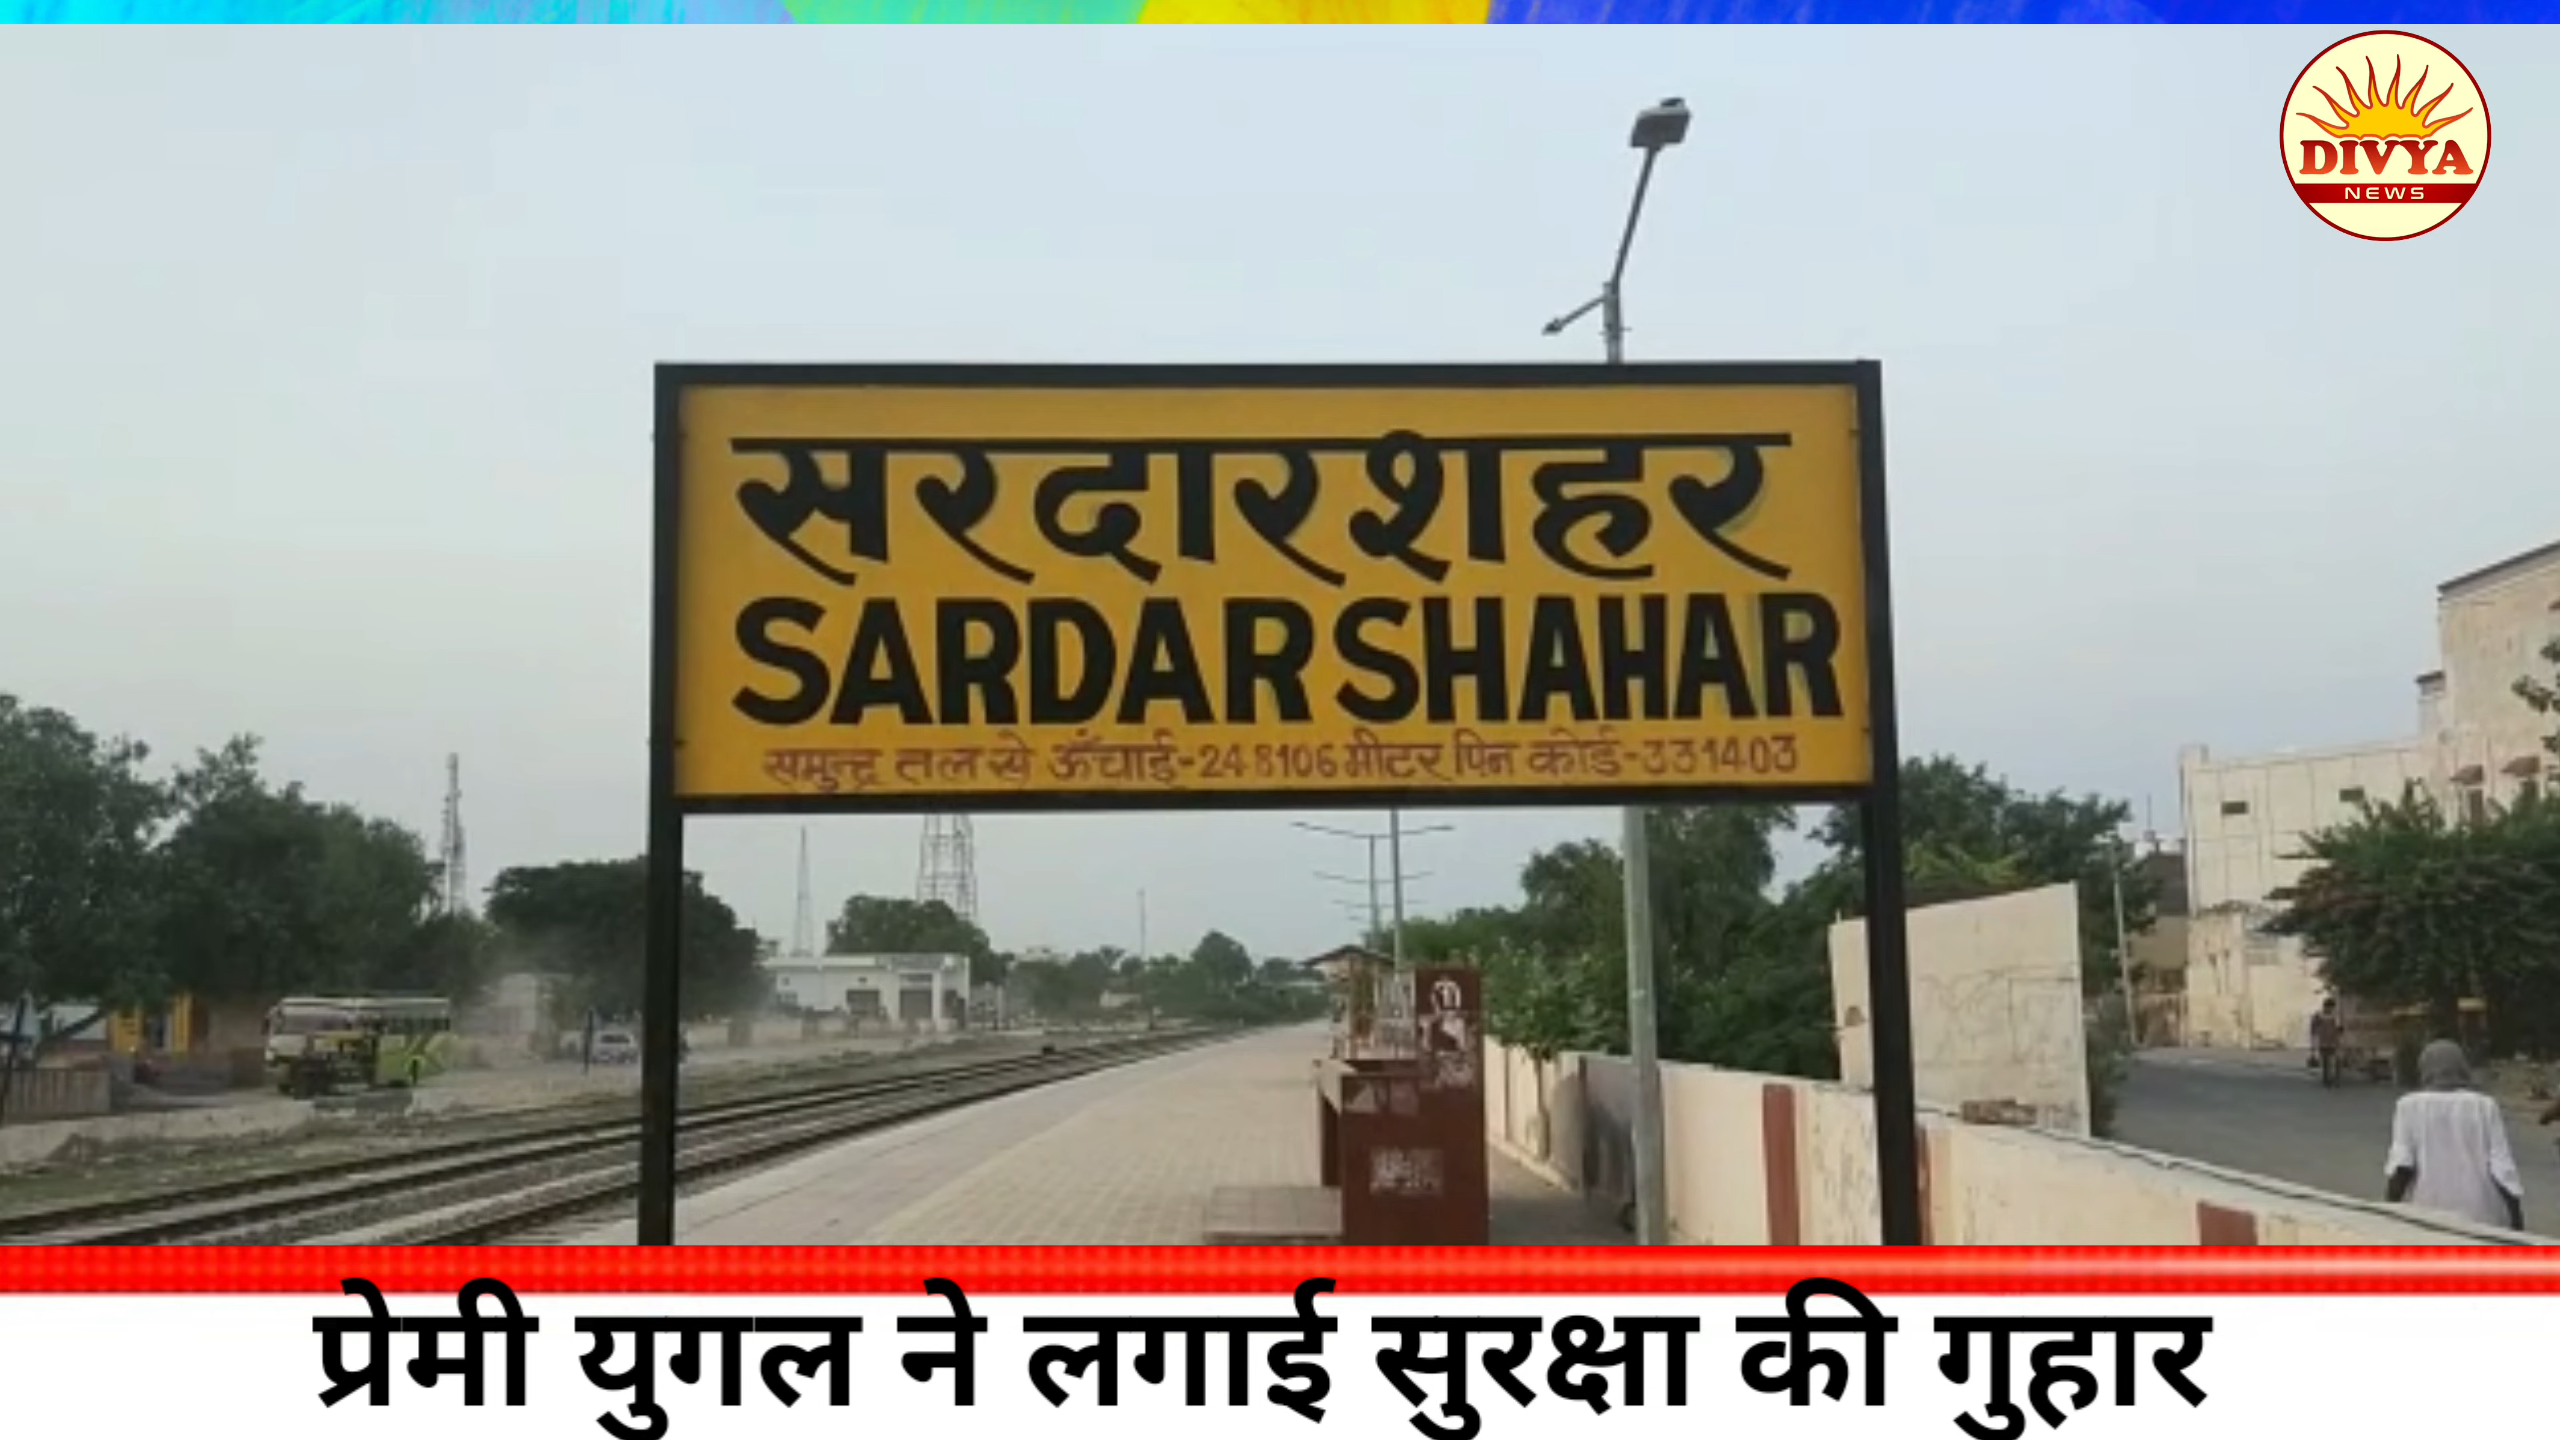 DIVYA
NEWS
सरदारशहर
SARDARSHAHAR
समुन्द्र तल से ऊँचाई-248106 मीटर पिन कोर्ड-331403
प्रेमी युगल ने लगाई सुरक्षा की गुहार